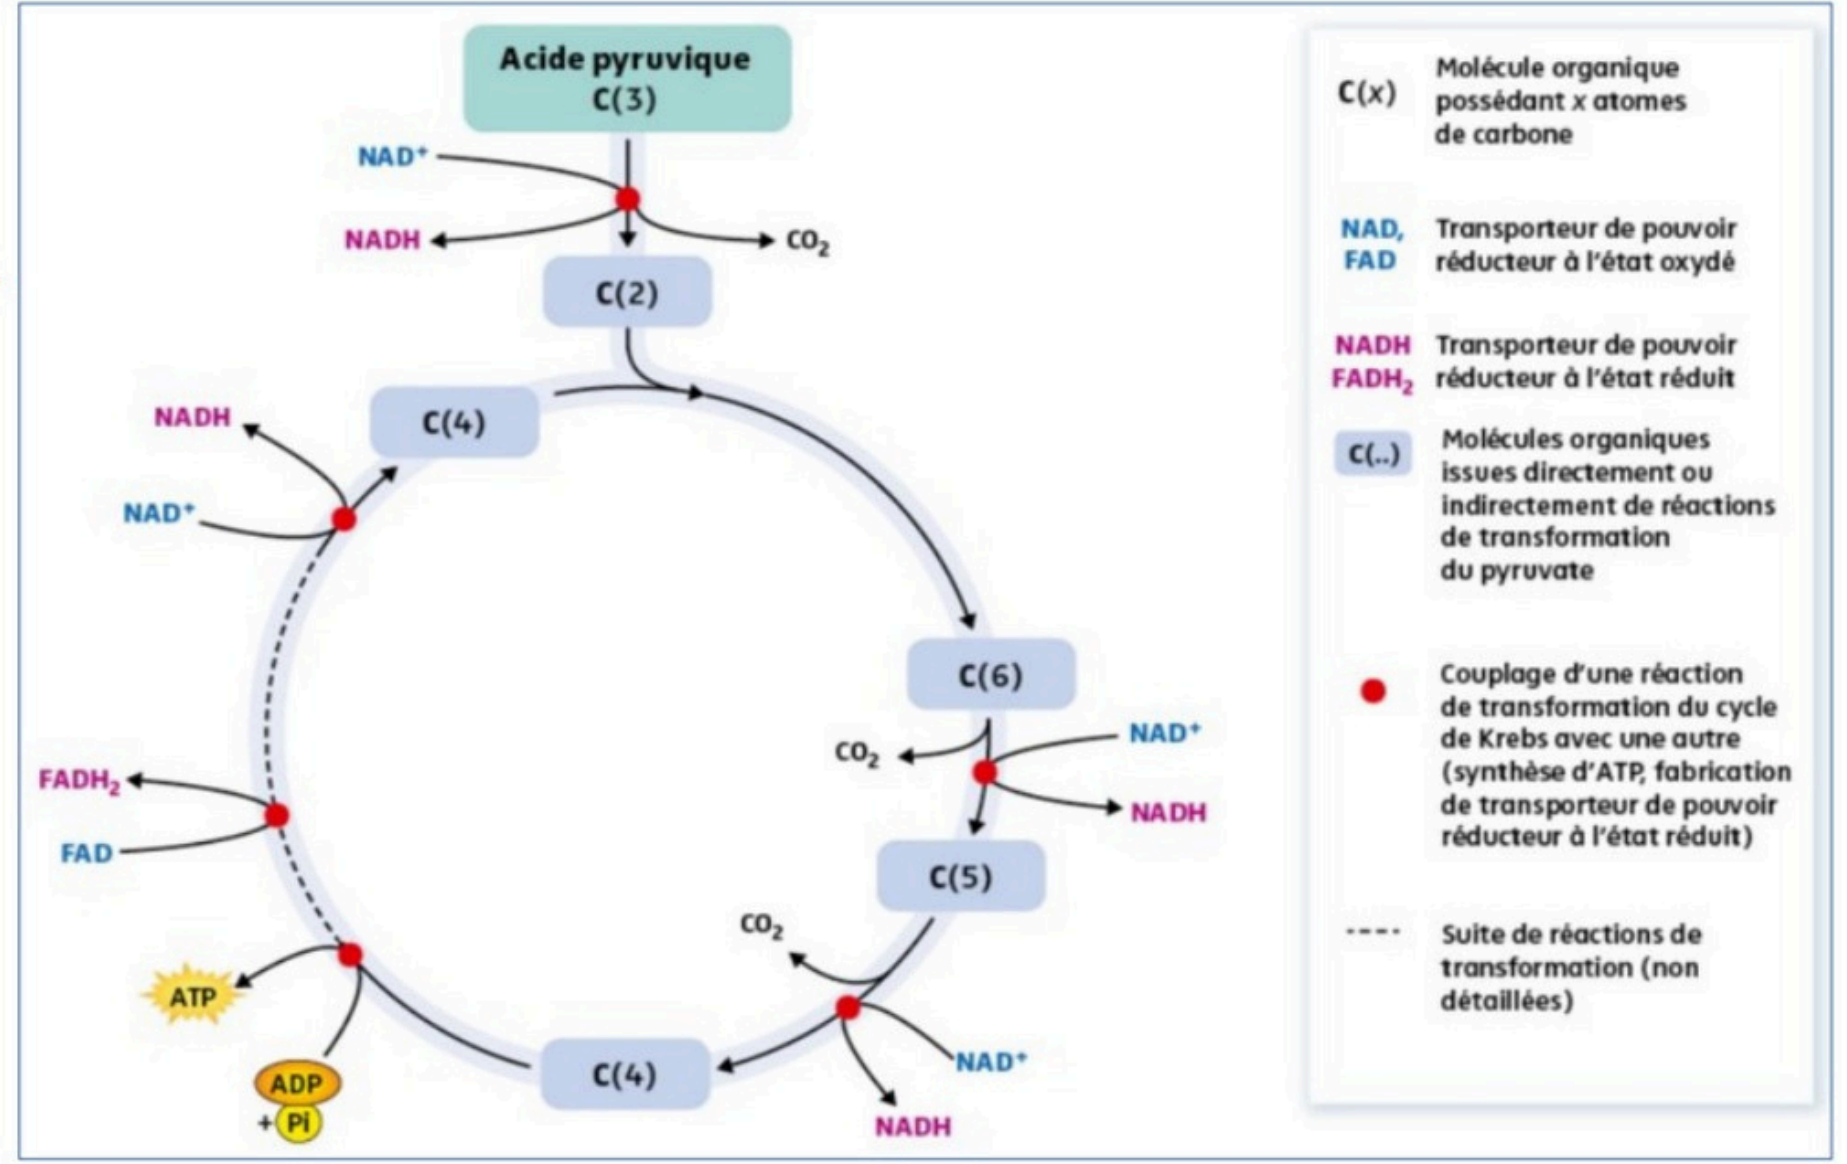 Acide pyruvique
C(3)
NAD⁺
NADH
CO₂
C(2)
C(4)
NADH
NAD⁺
C(6)
CO₂
NAD⁺
NADH
C(5)
CO₂
NAD⁺
NADH
C(4)
FADH₂
FAD
ATP
ADP
+ Pi
C(x)
Molécule organique
possédant x atomes
de carbone
NAD,
FAD
Transporteur de pouvoir
réducteur à l'état oxydé
NADH
FADH₂
Transporteur de pouvoir
réducteur à l'état réduit
C(..)
Molécules organiques
issues directement ou
indirectement de réactions
de transformation
du pyruvate
Couplage d'une réaction
de transformation du cycle
de Krebs avec une autre
(synthèse d'ATP, fabrication
de transporteur de pouvoir
réducteur à l'état réduit)
Suite de réactions de
transformation (non
détaillées)